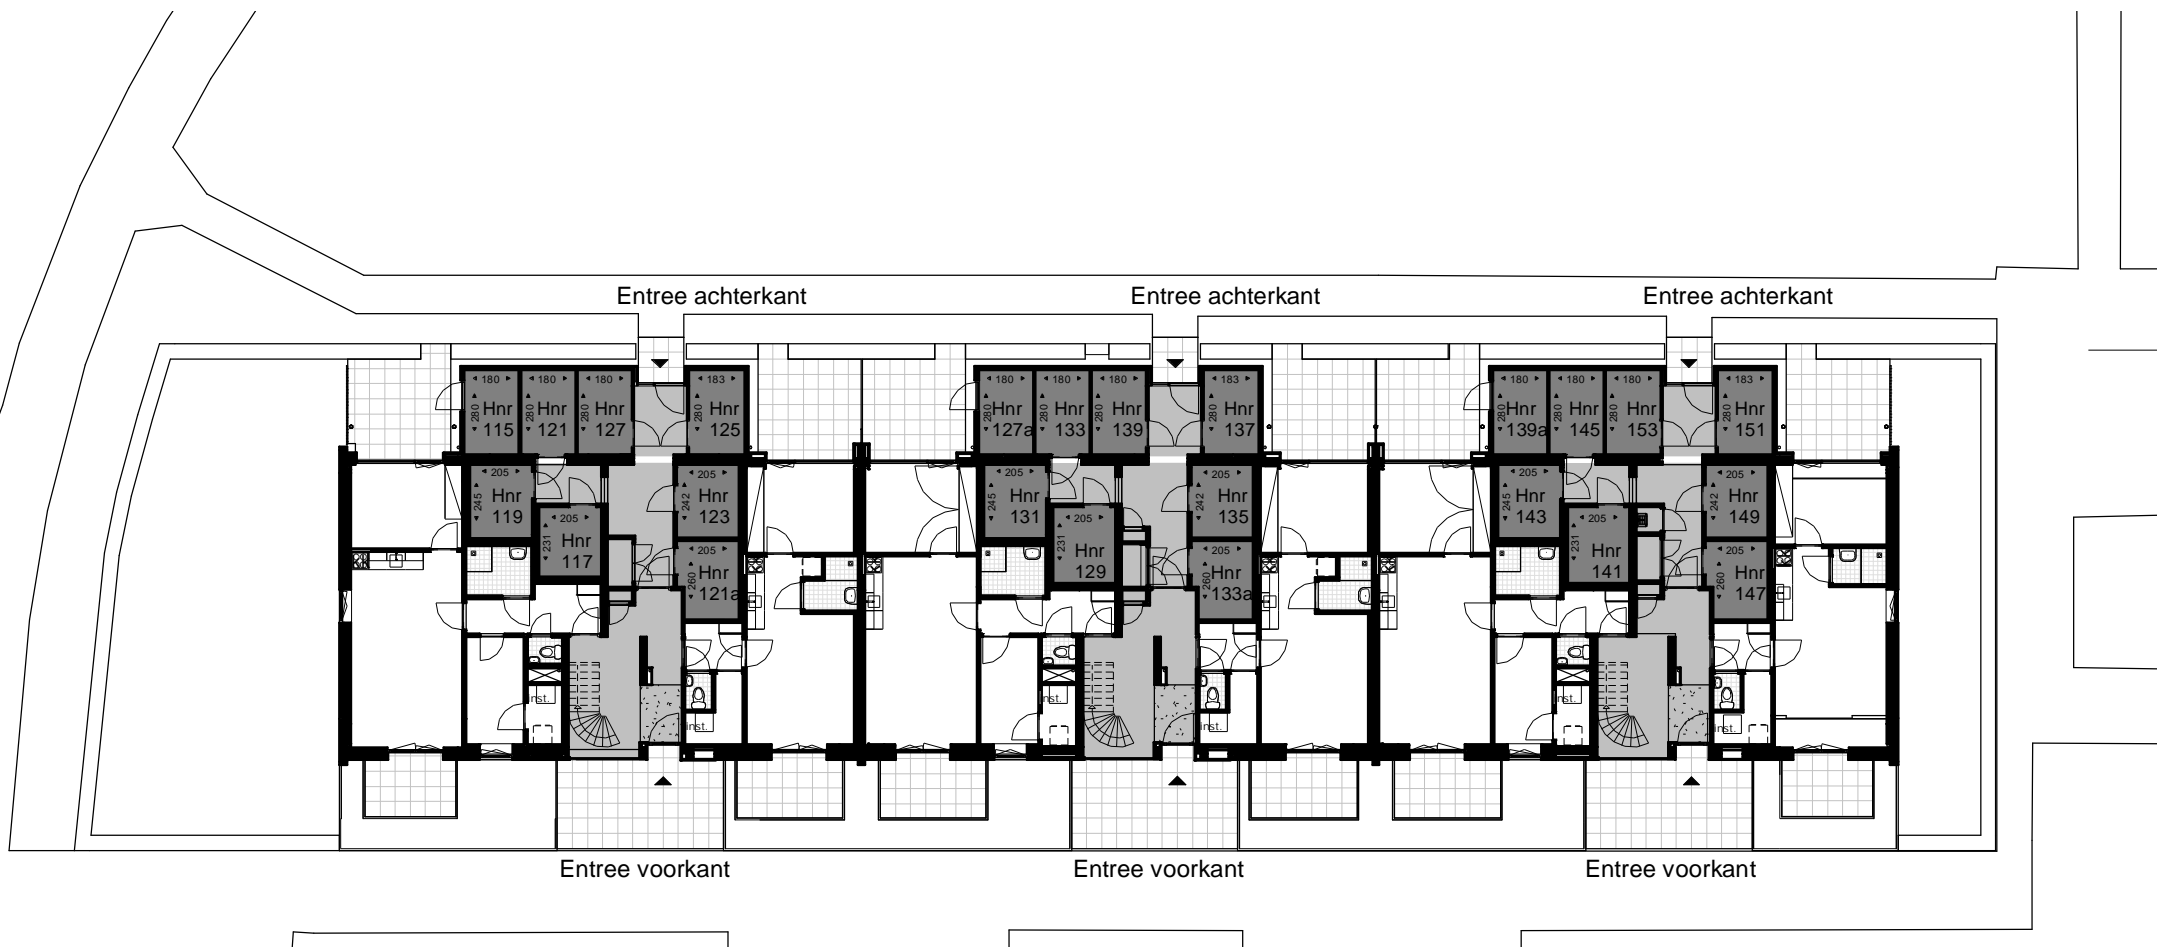 Entree achterkant Entree achterkant Entree achterkant
180 180 180 183 180 180 180 183 180 180 180 183
280 Hnr 280 Hnr 280 Hnr 280 Hnr 280 Hnr 280 Hnr 280 Hnr 280 Hnr 280 Hnr 280 Hnr 280 Hnr 280 Hnr
115 121 127 125 127a 133 139 137 139a 145 153 151
205 205 205 205 205 205
245 Hnr 242 Hnr 245 Hnr 242 Hnr 245 Hnr 242 Hnr
119 123 131 135 143 149
205 205 205
231 Hnr 231 Hnr 231 Hnr
117 129 141
205 205 205
260 Hnr 260 Hnr 260 Hnr
121a 133a 147
inst. inst. inst.
inst. inst. inst.
Entree voorkant Entree voorkant Entree voorkant